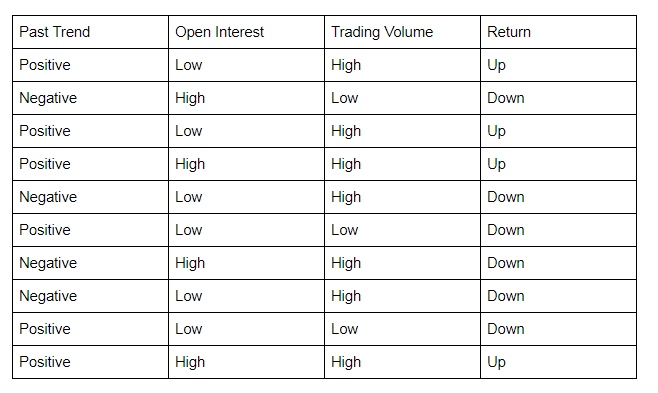 Past Trend Open Interest Trading Volume Return
Positive Low High Up
Negative High Low Down
Positive Low High Up
Positive High High Up
Negative Low High Down
Positive Low Low Down
Negative High High Down
Negative Low High Down
Positive Low Low Down
Positive High High Up